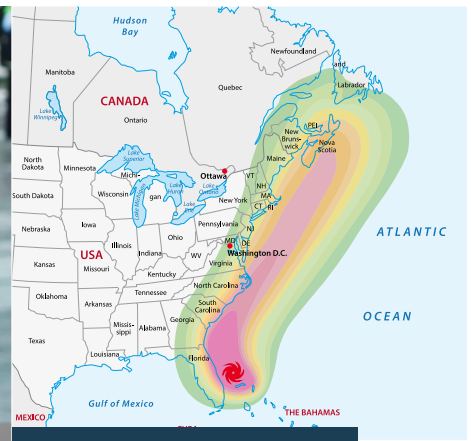 Hudson
Bay
Newfoundland
and
Labrador
Manitoba
Quebec
CANADA
Ontario
Lake
Winnipeg
PEI
New
Bruns-
wick
Nova
Scotia
Maine
North
Dakota
Minnesota
Lake
Superior
Ottawa
VT
NH
MA
CT
RI
Michi-
gan
Lake
Huron
Lake
Ontario
Lake Michigan
Lake
Erie
South Dakota
Wisconsin
New York
Nebraska
Iowa
Pennsylvania
NJ
MD
DE
Washington D.C.
ATLANTIC
OCEAN
USA
Illinois
Indiana
Ohio
WV
Virginia
Kansas
Missouri
Kentucky
Oklahoma
Arkansas
Tennessee
North Carolina
South
Carolina
Texas
Missis-
sippi
Alabama
Georgia
Louisiana
Florida
Gulf of Mexico
MEXICO
THE BAHAMAS